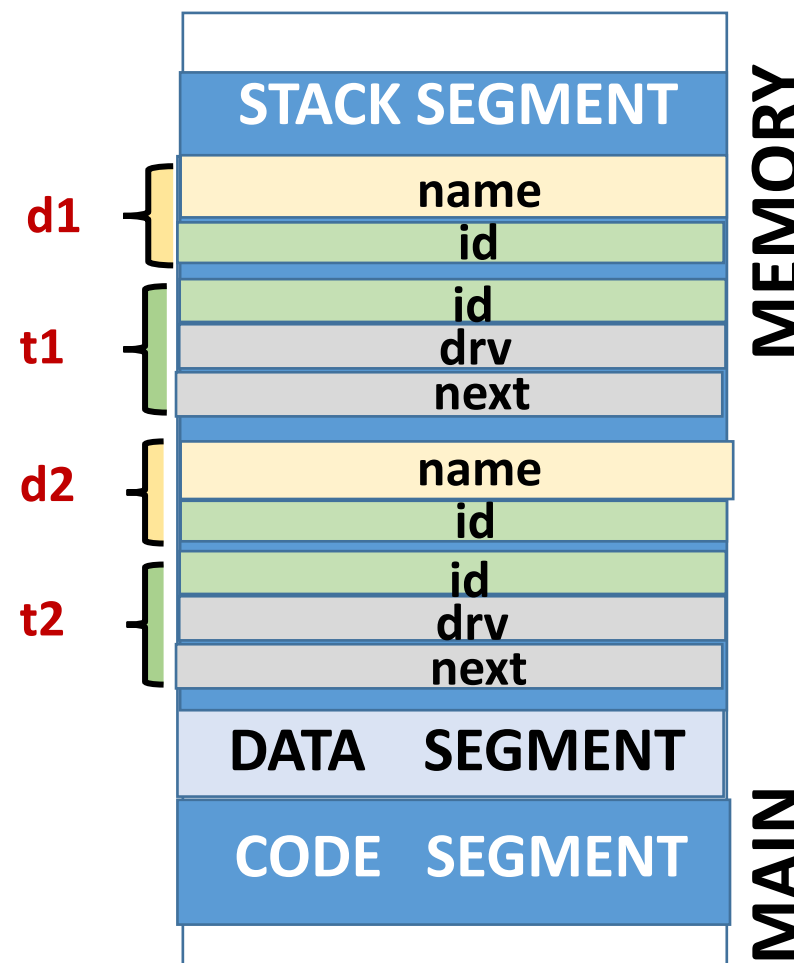 STACK SEGMENT
d1
name
id
t1
id
drv
next
d2
name
id
t2
id
drv
next
DATA SEGMENT
CODE SEGMENT
MAIN MEMORY